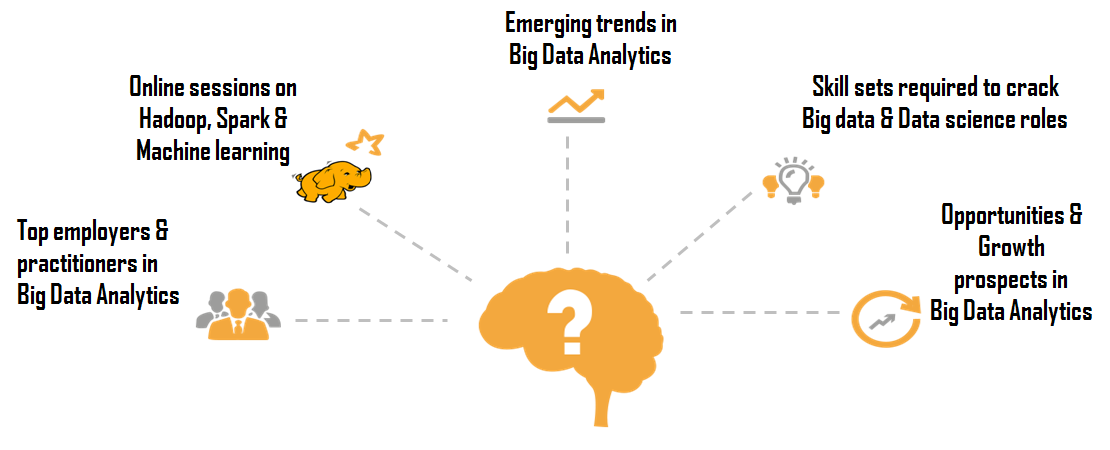 Emerging trends in
Big Data Analytics
Online sessions on
Hadoop, Spark &
Machine learning
Skill sets required to crack
Big data & Data science roles
Top employers &
practitioners in
Big Data Analytics
Opportunities &
Growth
prospects in
Big Data Analytics
?